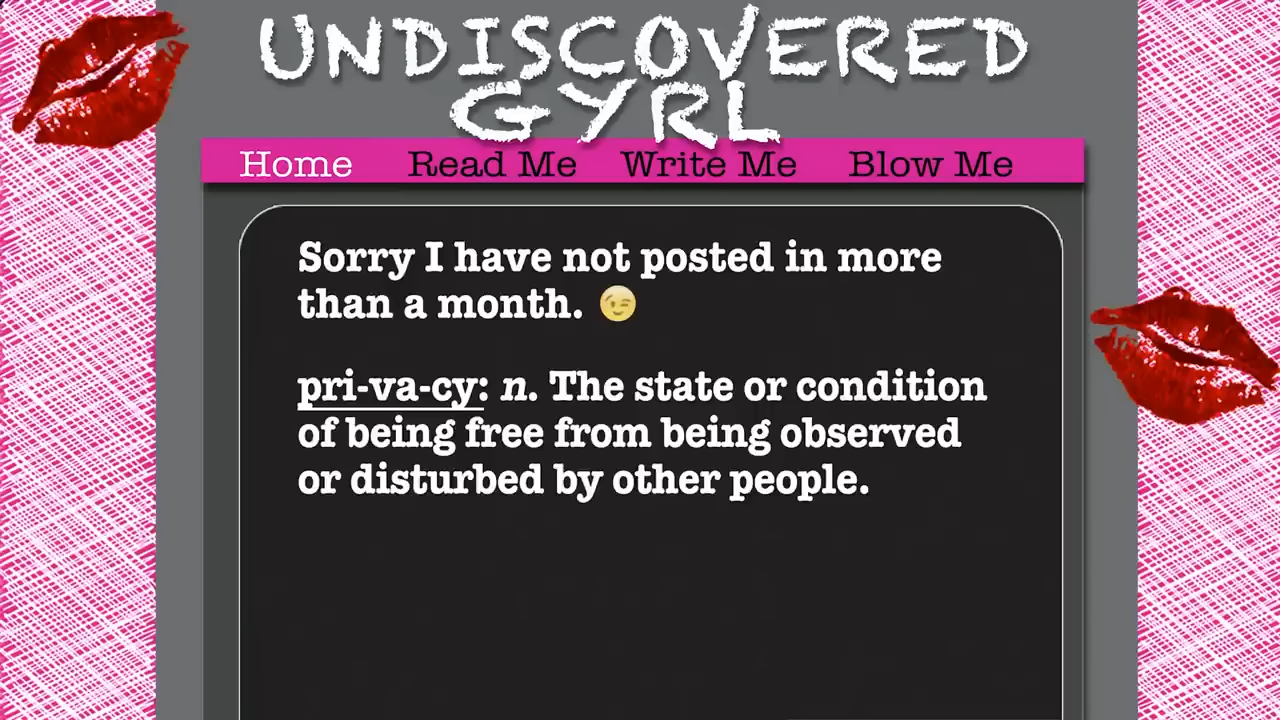 UNDISCOVERED
GYRL
Home Read Me Write Me Blow Me
Sorry I have not posted in more
than a month. 😉
pri-va-cy: n. The state or condition
of being free from being observed
or disturbed by other people.